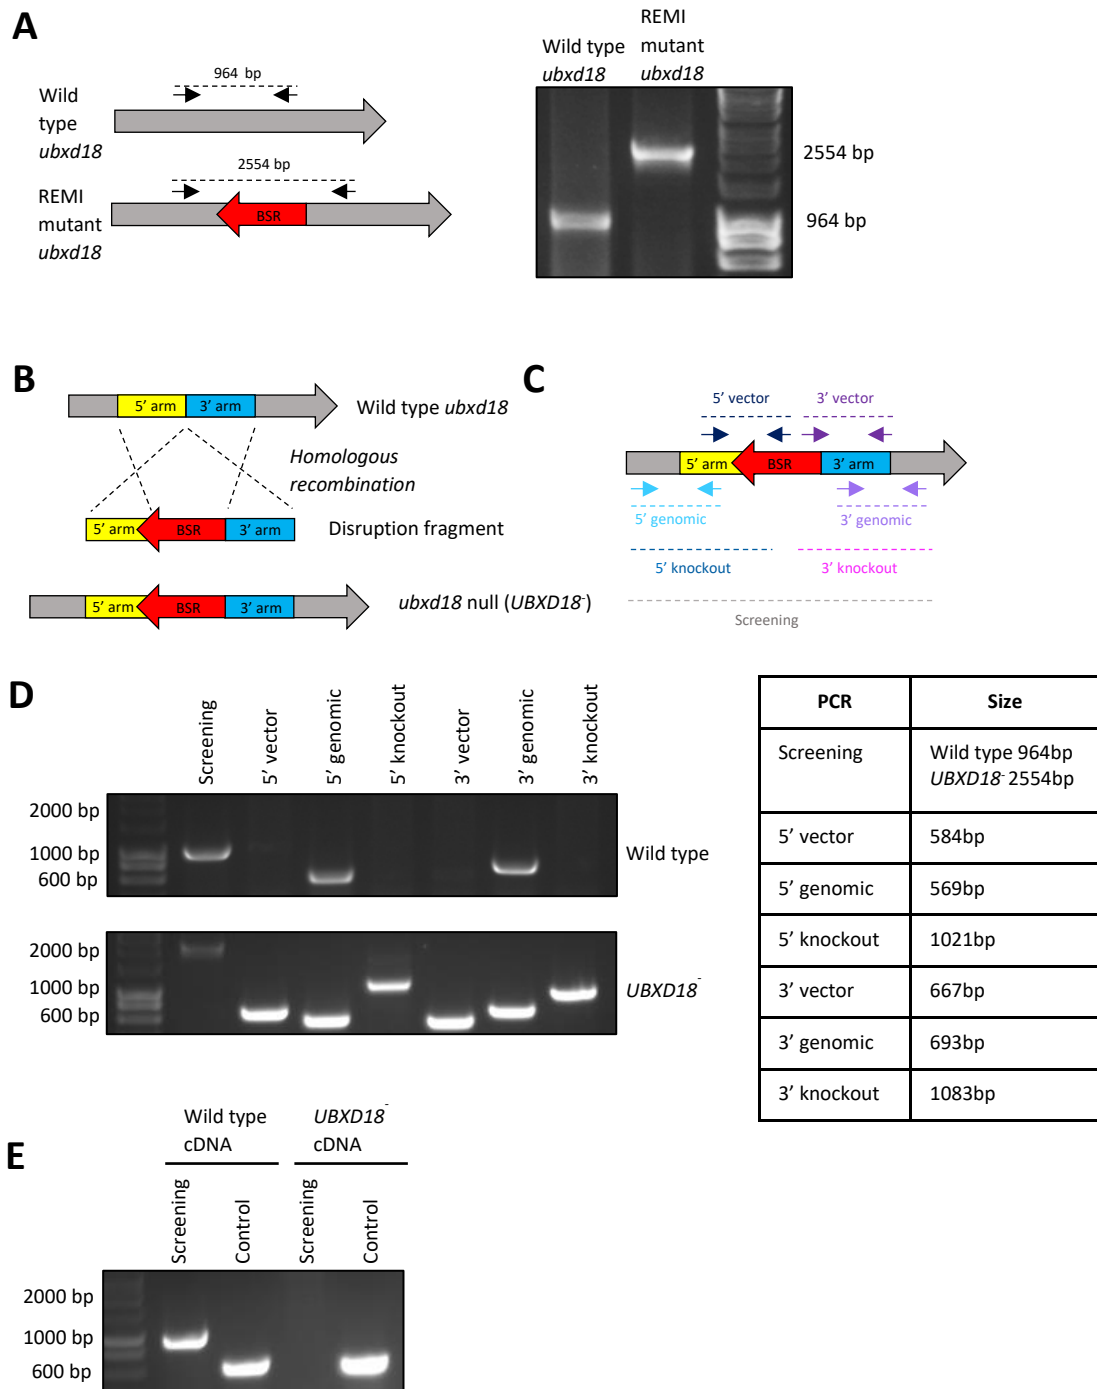 A
Wild
type
ubxd18
964 bp
REMI
mutant
ubxd18
2554 bp
BSR
Wild type
ubxd18
REMI
mutant
ubxd18
2554 bp
964 bp
B
5' arm
3' arm
Wild type ubxd18
Homologous
recombination
5' arm
BSR
3' arm
Disruption fragment
5' arm
BSR
3' arm
ubxd18 null (UBXD18-)
C
5' vector
3' vector
5' arm
BSR
3' arm
5' genomic
3' genomic
5' knockout
3' knockout
Screening
D
Screening
5' vector
5' genomic
5' knockout
3' vector
3' genomic
3' knockout
2000 bp
1000 bp
600 bp
Wild type
2000 bp
1000 bp
600 bp
UBXD18-
PCR Size
Screening Wild type 964bp
UBXD18- 2554bp
5' vector 584bp
5' genomic 569bp
5' knockout 1021bp
3' vector 667bp
3' genomic 693bp
3' knockout 1083bp
E
Wild type
cDNA
UBXD18-
cDNA
Screening
Control
Screening
Control
2000 bp
1000 bp
600 bp